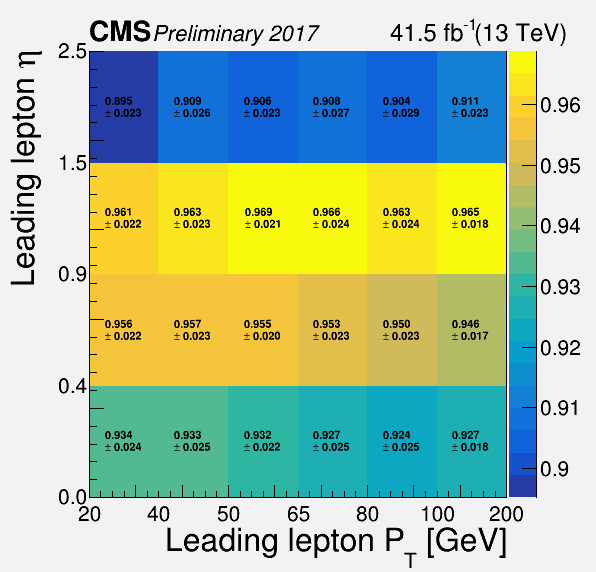 CMS Preliminary 2017 41.5 fb-1 (13 TeV)
Leading lepton η
2.5
1.5
0.9
0.4
0.0
0.895 0.909 0.906 0.908 0.904 0.911
± 0.023 ± 0.026 ± 0.023 ± 0.027 ± 0.029 ± 0.023
0.961 0.963 0.969 0.966 0.963 0.965
± 0.022 ± 0.023 ± 0.021 ± 0.024 ± 0.024 ± 0.018
0.956 0.957 0.955 0.953 0.950 0.946
± 0.022 ± 0.023 ± 0.020 ± 0.023 ± 0.023 ± 0.017
0.934 0.933 0.932 0.927 0.924 0.927
± 0.024 ± 0.025 ± 0.022 ± 0.025 ± 0.025 ± 0.018
0.96
0.95
0.94
0.93
0.92
0.91
0.9
20 40 50 65 80 100 200
Leading lepton PT [GeV]